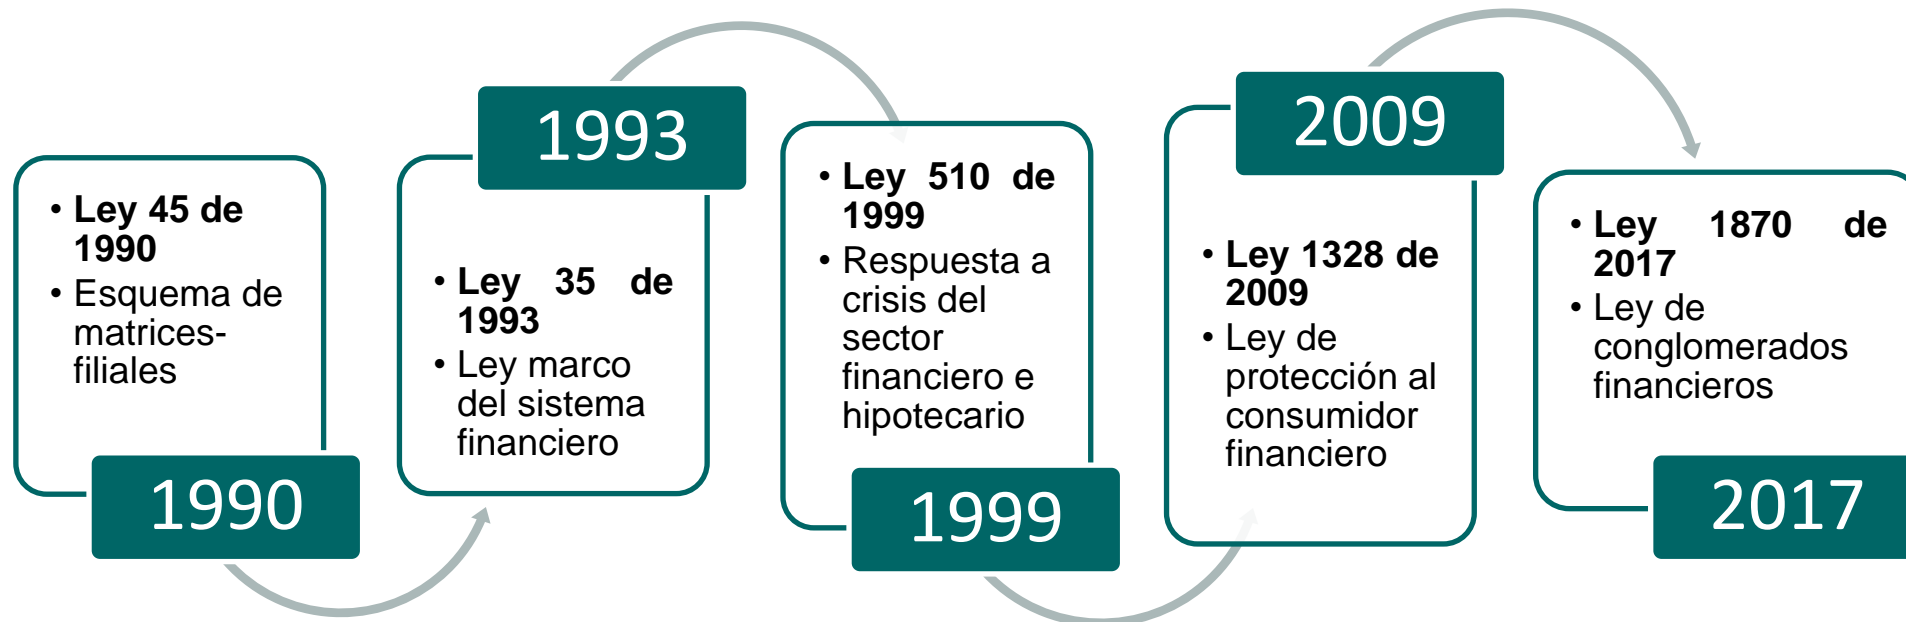 • Ley 45 de
1990
• Esquema de
matrices-
filiales
1990
1993
• Ley 35 de
1993
• Ley marco
del sistema
financiero
• Ley 510 de
1999
• Respuesta a
crisis del
sector
financiero e
hipotecario
1999
2009
• Ley 1328 de
2009
• Ley de
protección al
consumidor
financiero
• Ley 1870 de
2017
• Ley de
conglomerados
financieros
2017